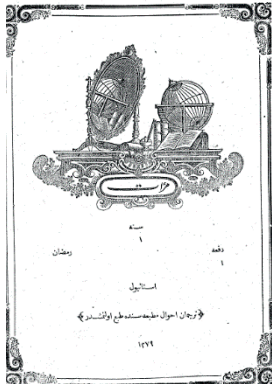 مرآت
سنه
١
دفعه رمضان
١
استانبول
﴿ ترجمان احوال مطبعه سنده طبع اولنمشدر ﴾
١٢٧٩